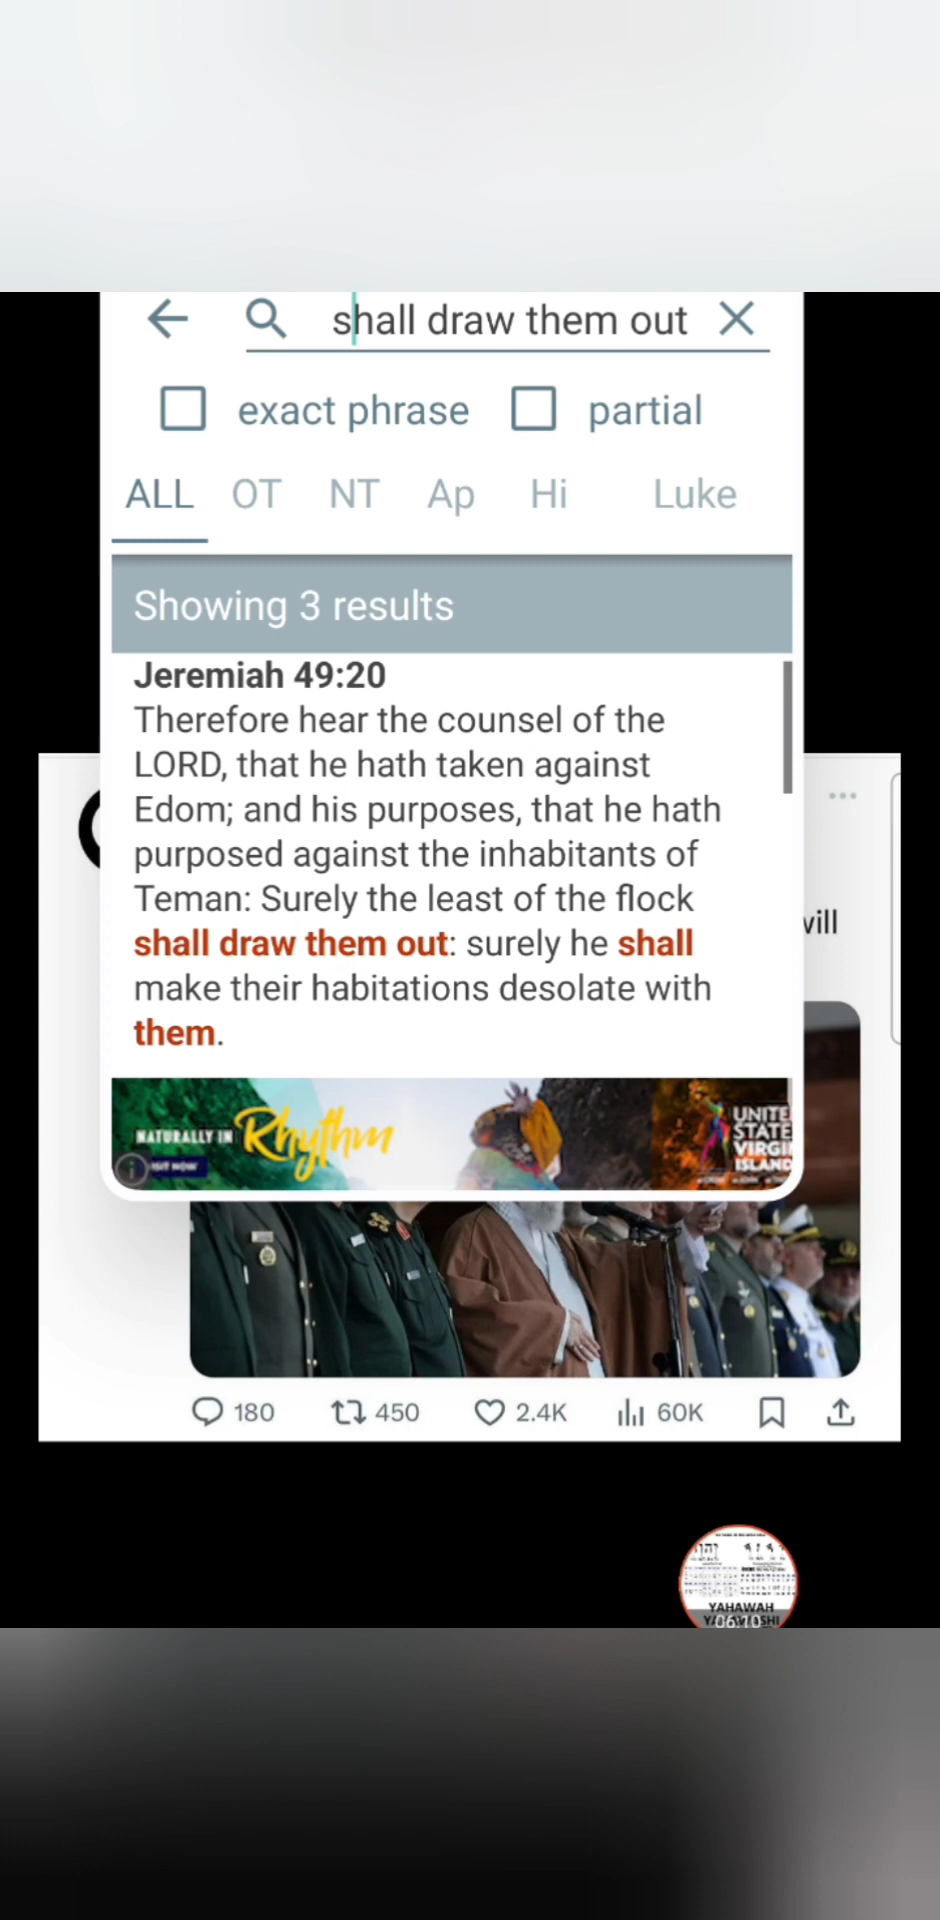 shall draw them out
exact phrase partial
ALL OT NT Ap Hi Luke
Showing 3 results
Jeremiah 49:20
Therefore hear the counsel of the
LORD, that he hath taken against
Edom; and his purposes, that he hath
purposed against the inhabitants of
Teman: Surely the least of the flock
shall draw them out: surely he shall
make their habitations desolate with
them.
will
NATURALLY IN Rhythm
UNITE
STATE
VIRGI
ISLAND
180 450 2.4K 60K
YAHAWAH
06:10